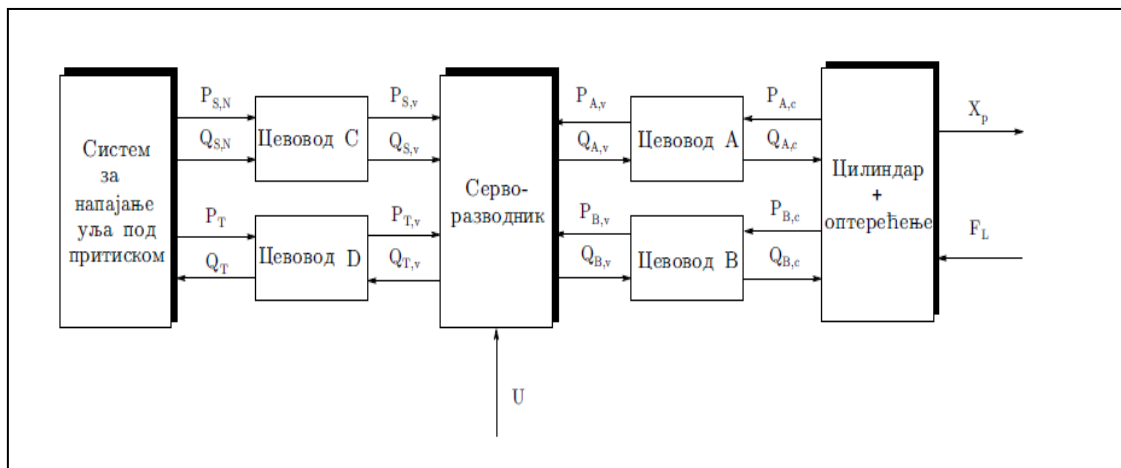 Систем
за
напајање
уља под
притиском
P_{S,N}
Q_{S,N}
P_T
Q_T
Цевовод C
Цевовод D
P_{S,v}
Q_{S,v}
P_{T,v}
Q_{T,v}
Серво-
разводник
U
P_{A,v}
Q_{A,v}
P_{B,v}
Q_{B,v}
Цевовод A
Цевовод B
P_{A,c}
Q_{A,c}
P_{B,c}
Q_{B,c}
Цилиндар
+
оптерећење
X_p
F_L